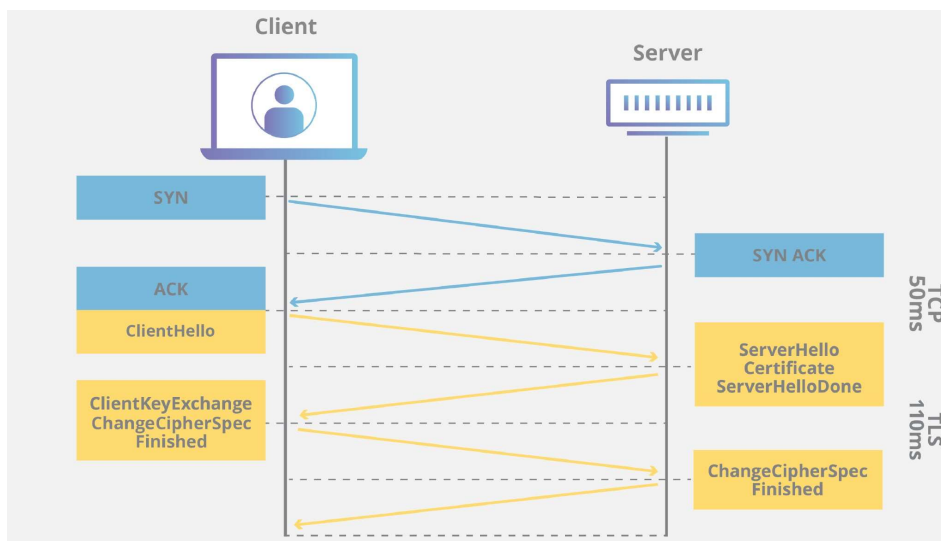 Client
Server
SYN
SYN ACK
ACK
ClientHello
ServerHello
Certificate
ServerHelloDone
ClientKeyExchange
ChangeCipherSpec
Finished
ChangeCipherSpec
Finished
TCP
50ms
TLS
110ms